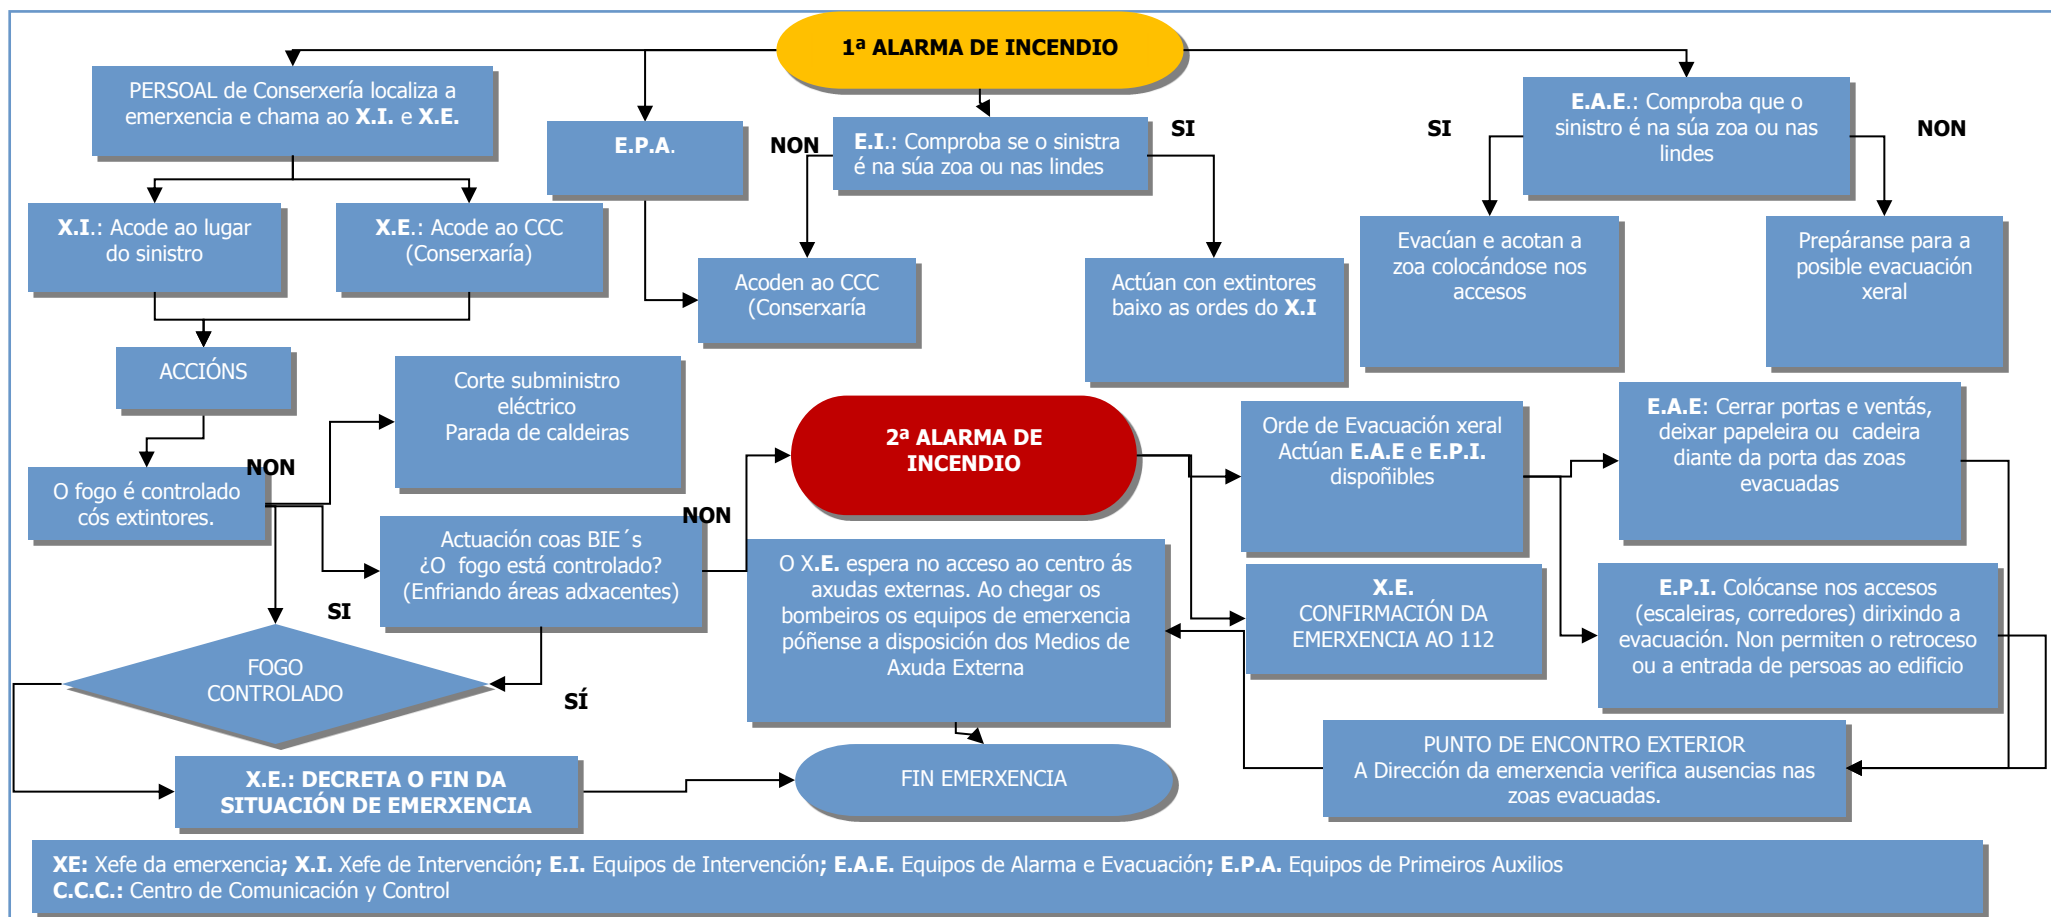 1ª ALARMA DE INCENDIO
PERSOAL de Conserxería localiza a
emerxencia e chama ao X.I. e X.E.
E.P.A.
NON
E.I.: Comproba se o sinistra
é na súa zoa ou nas lindes
SI
SI
E.A.E.: Comproba que o
sinistro é na súa zoa ou nas
lindes
NON
X.I.: Acode ao lugar
do sinistro
X.E.: Acode ao CCC
(Conserxaría)
Acoden ao CCC
(Conserxaría
Actúan con extintores
baixo as ordes do X.I
Evacúan e acotan a
zoa colocándose nos
accesos
Prepáranse para a
posible evacuación
xeral
ACCIÓNS
Corte subministro
eléctrico
Parada de caldeiras
2ª ALARMA DE
INCENDIO
Orde de Evacuación xeral
Actúan E.A.E e E.P.I.
dispoñibles
E.A.E: Cerrar portas e ventás,
deixar papeleira ou cadeira
diante da porta das zoas
evacuadas
NON
O fogo é controlado
cós extintores.
NON
Actuación coas BIE´s
¿O fogo está controlado?
(Enfriando áreas adxacentes)
SI
O X.E. espera no acceso ao centro ás
axudas externas. Ao chegar os
bombeiros os equipos de emerxencia
póñense a disposición dos Medios de
Axuda Externa
X.E.
CONFIRMACIÓN DA
EMERXENCIA AO 112
E.P.I. Colócanse nos accesos
(escaleiras, corredores) dirixindo a
evacuación. Non permiten o retroceso
ou a entrada de persoas ao edificio
FOGO
CONTROLADO
SÍ
PUNTO DE ENCONTRO EXTERIOR
A Dirección da emerxencia verifica ausencias nas
zoas evacuadas.
X.E.: DECRETA O FIN DA
SITUACIÓN DE EMERXENCIA
FIN EMERXENCIA
XE: Xefe da emerxencia; X.I. Xefe de Intervención; E.I. Equipos de Intervención; E.A.E. Equipos de Alarma e Evacuación; E.P.A. Equipos de Primeiros Auxilios
C.C.C.: Centro de Comunicación y Control